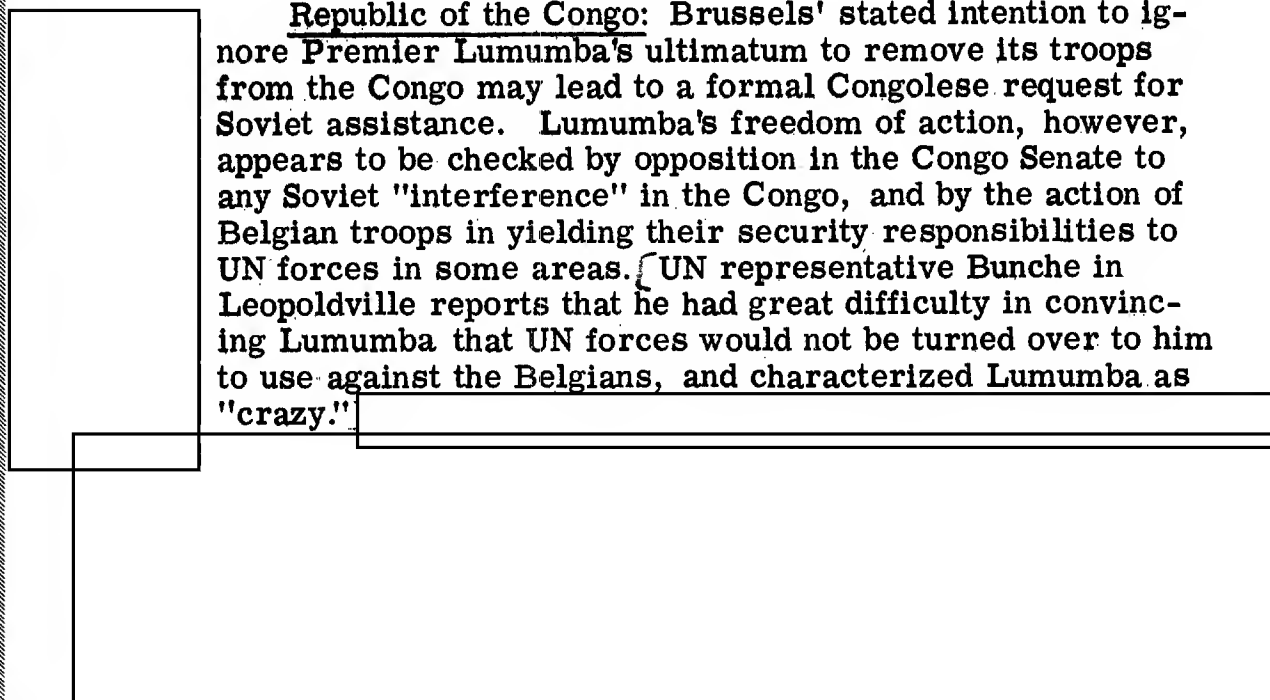 Republic of the Congo: Brussels' stated intention to ig-
nore Premier Lumumba's ultimatum to remove its troops
from the Congo may lead to a formal Congolese request for
Soviet assistance. Lumumba's freedom of action, however,
appears to be checked by opposition in the Congo Senate to
any Soviet "interference" in the Congo, and by the action of
Belgian troops in yielding their security responsibilities to
UN forces in some areas. [UN representative Bunche in
Leopoldville reports that he had great difficulty in convinc-
ing Lumumba that UN forces would not be turned over to him
to use against the Belgians, and characterized Lumumba as
"crazy."